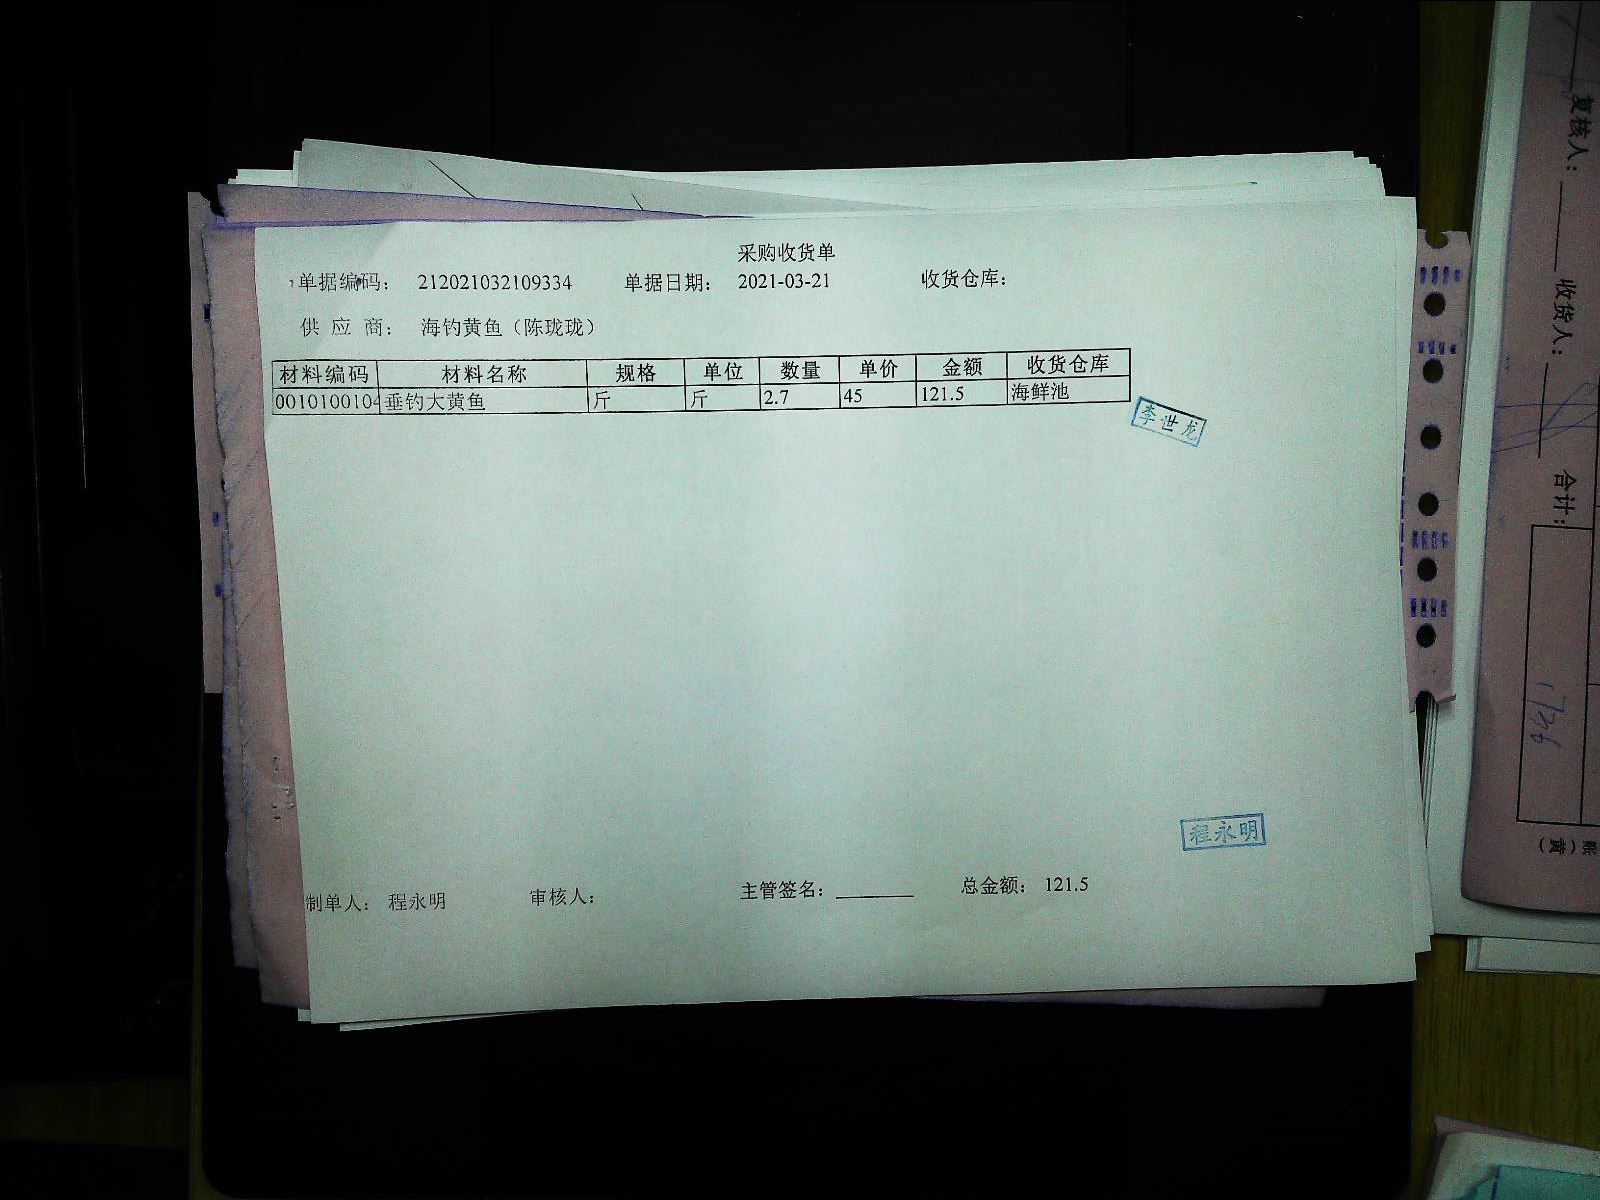 采购收货单
单据编码： 212021032109334 单据日期： 2021-03-21 收货仓库：
供 应 商： 海钓黄鱼（陈珑珑）
材料编码 材料名称 规格 单位 数量 单价 金额 收货仓库
0010100104 垂钓大黄鱼 斤 斤 2.7 45 121.5 海鲜池
李世龙
程永明
制单人： 程永明 审核人： 主管签名： 总金额： 121.5
复核人： 收货人： 合计：
账（黄）